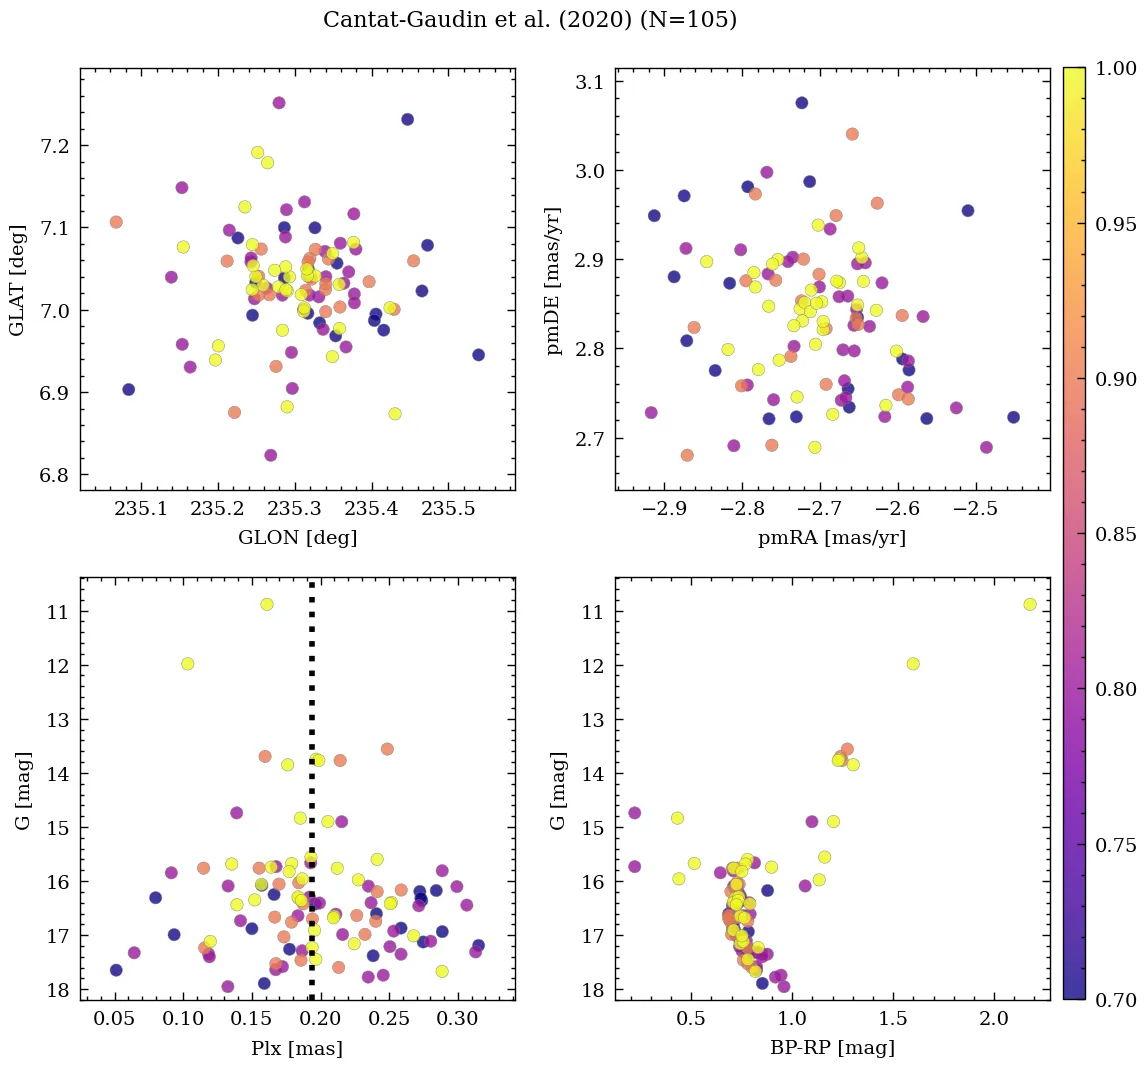 Cantat-Gaudin et al. (2020) (N=105)
7.2
7.1
7.0
6.9
6.8
GLAT [deg]
235.1 235.2 235.3 235.4 235.5
GLON [deg]
3.1
3.0
2.9
2.8
2.7
pmDE [mas/yr]
−2.9 −2.8 −2.7 −2.6 −2.5
pmRA [mas/yr]
1.00
0.95
0.90
0.85
0.80
0.75
0.70
11
12
13
14
15
16
17
18
G [mag]
0.05 0.10 0.15 0.20 0.25 0.30
Plx [mas]
11
12
13
14
15
16
17
18
G [mag]
0.5 1.0 1.5 2.0
BP-RP [mag]